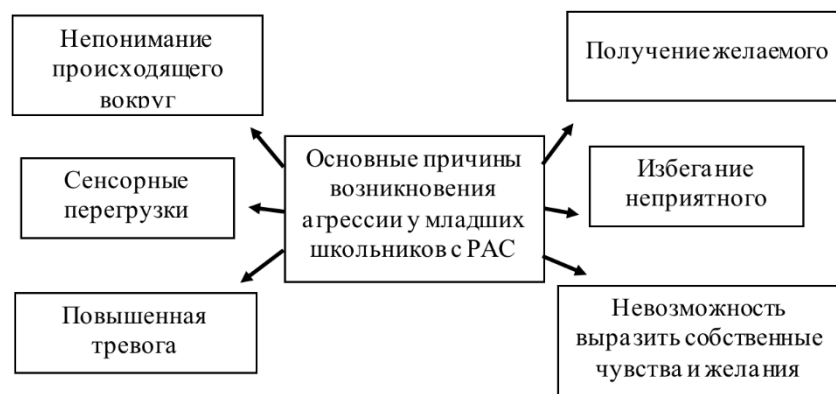 Непонимание
происходящего
вокруг
Получение желаемого
Основные причины
возникновения
агрессии у младших
школьников с РАС
Сенсорные
перегрузки
Избегание
неприятного
Повышенная
тревога
Невозможность
выразить собственные
чувства и желания